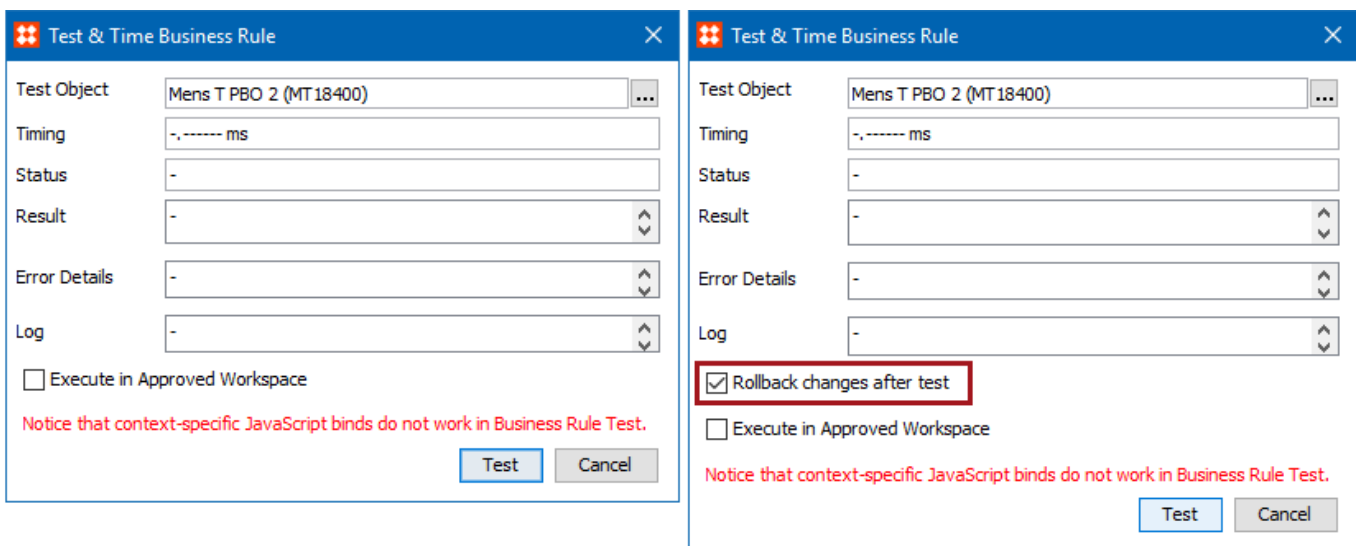 Test & Time Business Rule
Test Object
Mens T PBO 2 (MT18400)
...
Timing
-.------ ms
Status
-
Result
-
Error Details
-
Log
-
Execute in Approved Workspace
Notice that context-specific JavaScript binds do not work in Business Rule Test.
Test
Cancel
Test & Time Business Rule
Test Object
Mens T PBO 2 (MT18400)
...
Timing
-.------ ms
Status
-
Result
-
Error Details
-
Log
-
Rollback changes after test
Execute in Approved Workspace
Notice that context-specific JavaScript binds do not work in Business Rule Test.
Test
Cancel